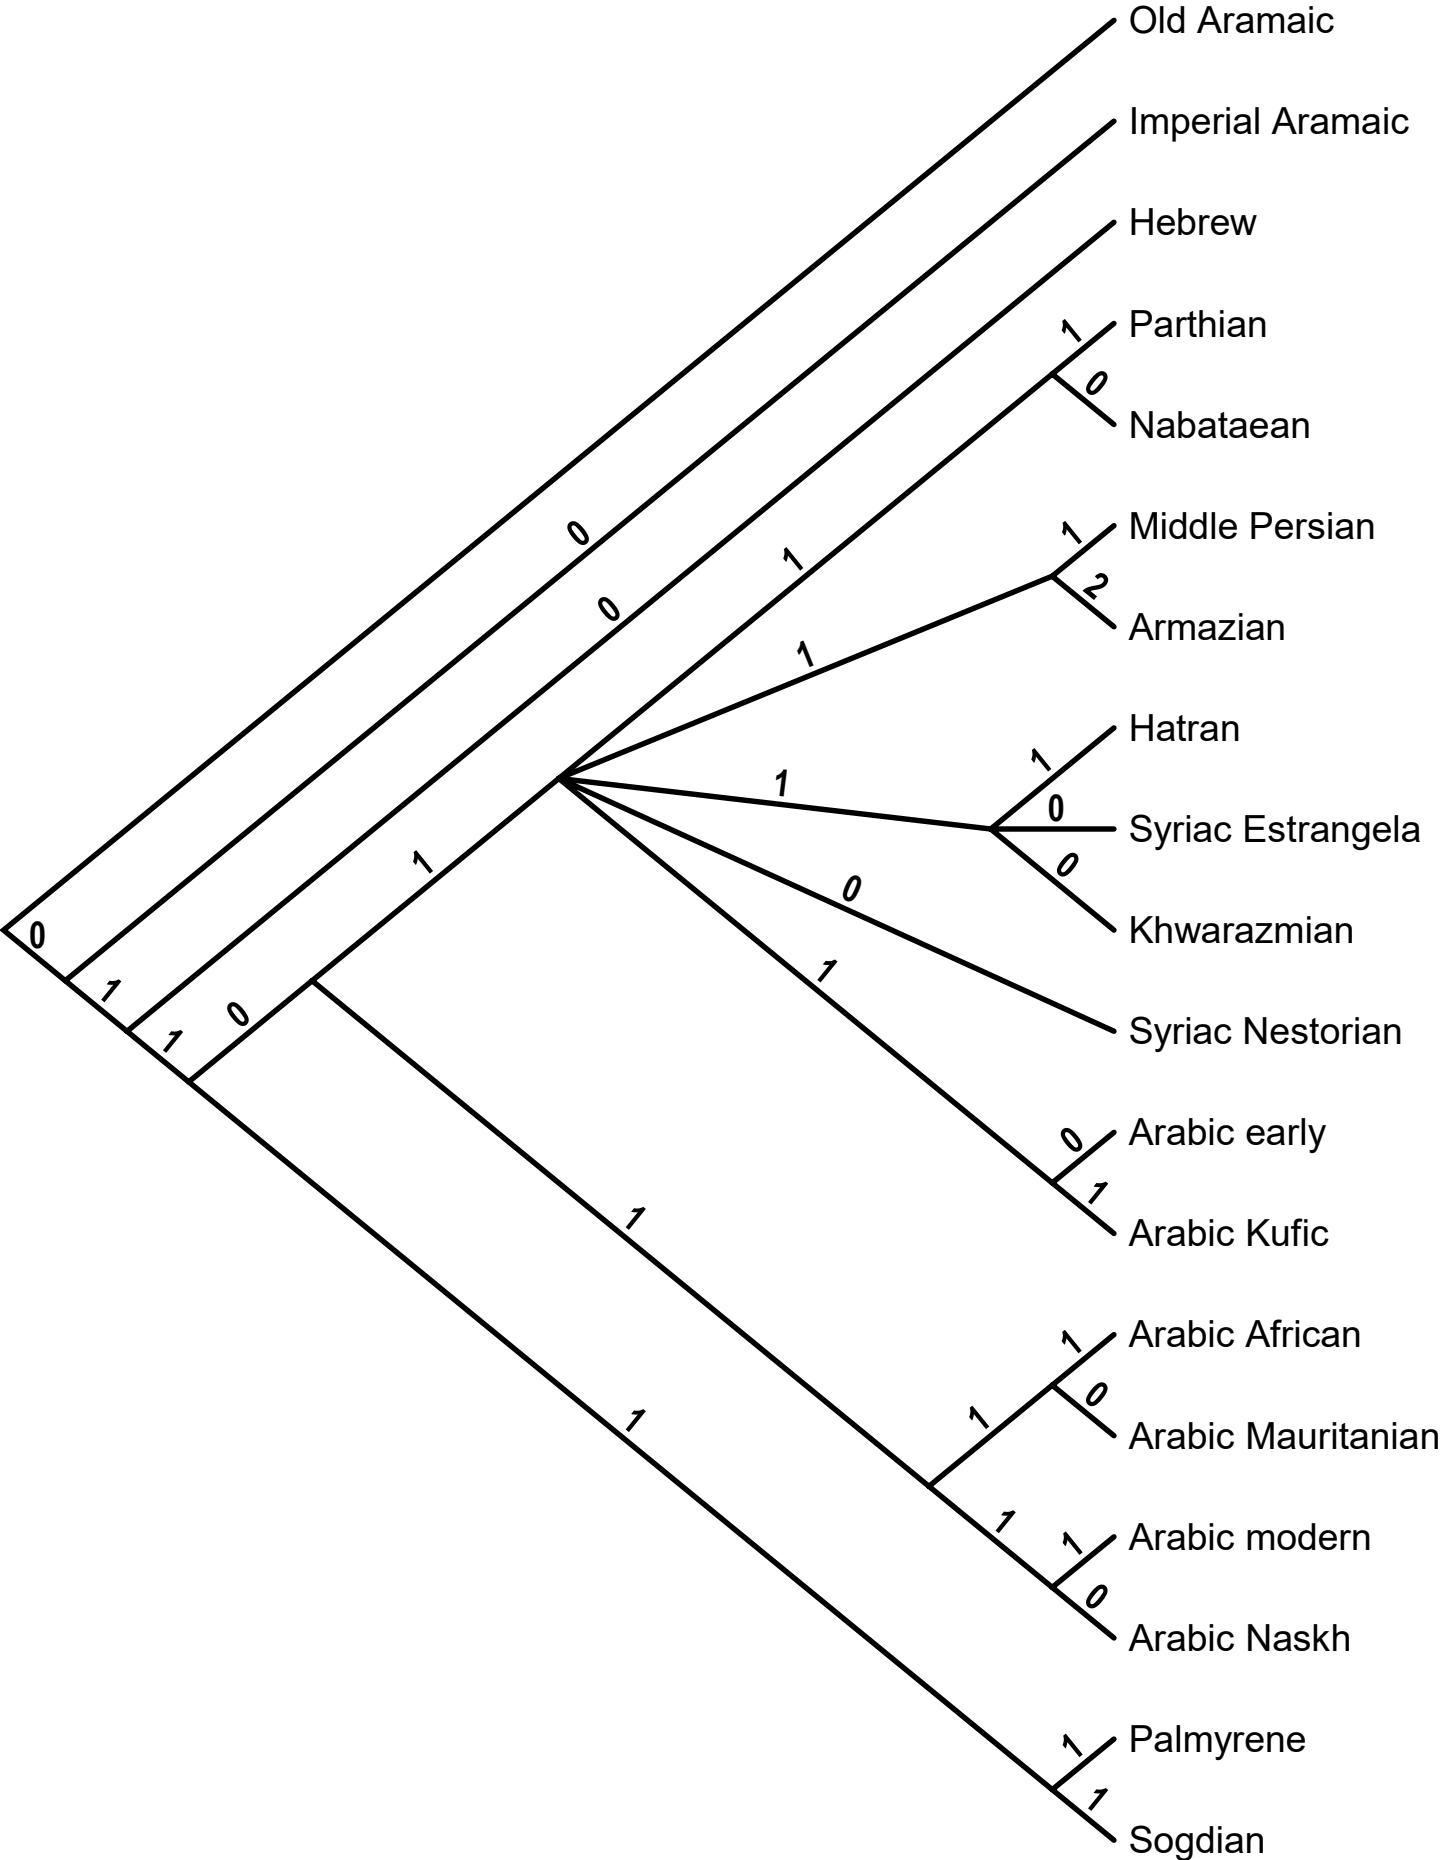 Old Aramaic
Imperial Aramaic
Hebrew
1 Parthian
0 Nabataean
0
1
1 Middle Persian
2 Armazian
0
1
Hatran
1
1
0
Syriac Estrangela
1
0
0
Khwarazmian
0
1
1
0
Syriac Nestorian
1
0 Arabic early
1
Arabic Kufic
1
1 Arabic African
0
1
Arabic Mauritanian
1
1
1 Arabic modern
0
Arabic Naskh
1 Palmyrene
1
Sogdian